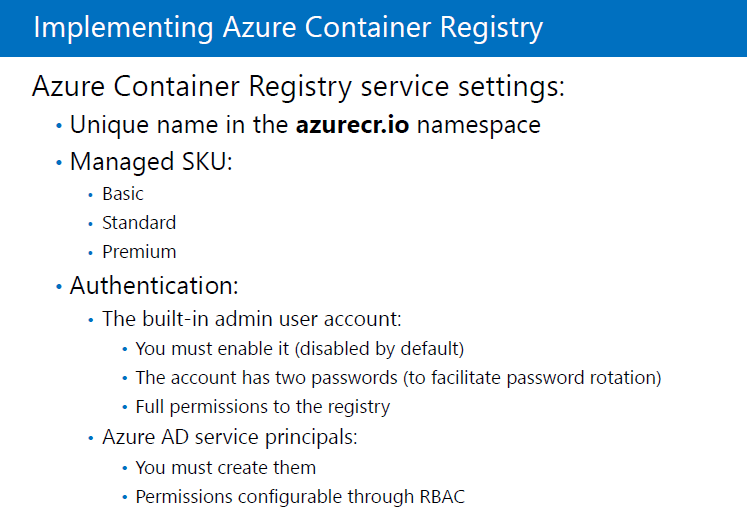 Implementing Azure Container Registry
Azure Container Registry service settings:
• Unique name in the azurecr.io namespace
• Managed SKU:
• Basic
• Standard
• Premium
• Authentication:
• The built-in admin user account:
• You must enable it (disabled by default)
• The account has two passwords (to facilitate password rotation)
• Full permissions to the registry
• Azure AD service principals:
• You must create them
• Permissions configurable through RBAC